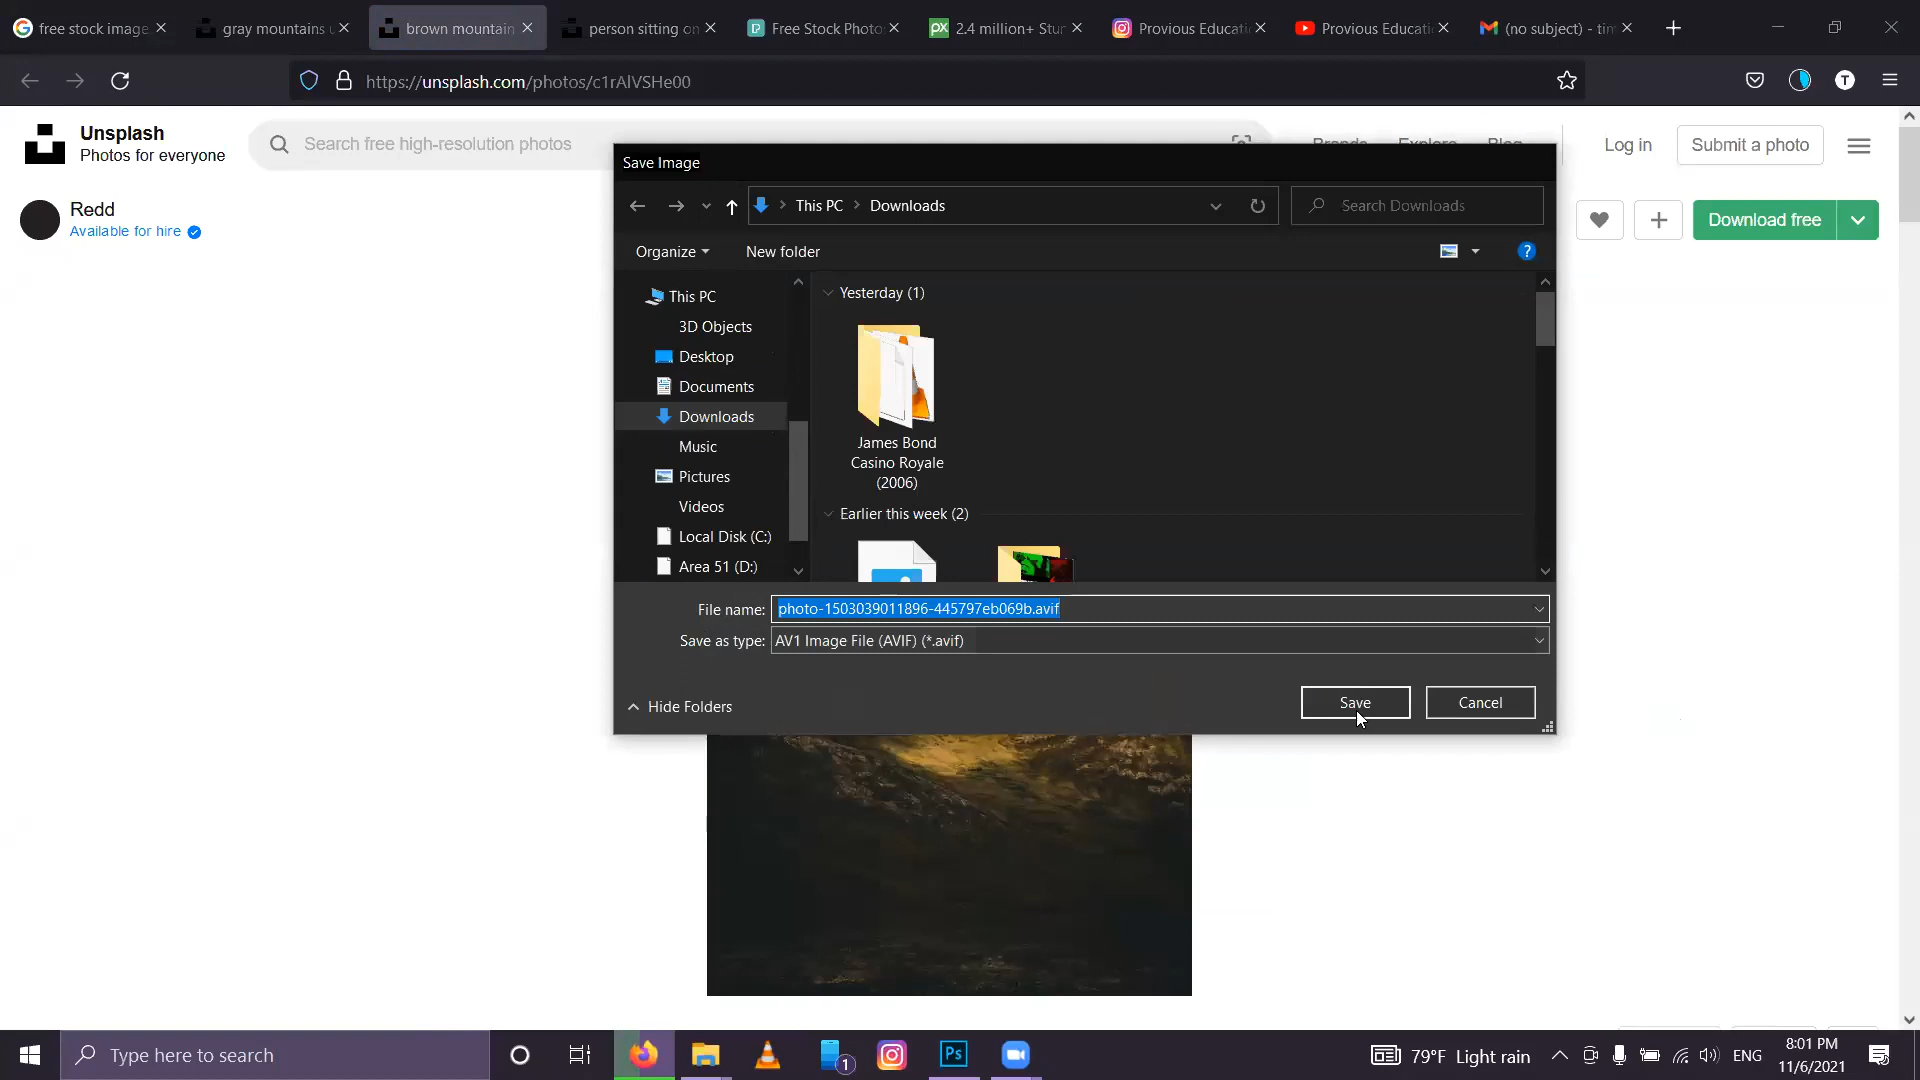 free stock image
gray mountains u
brown mountain
person sitting on
Free Stock Photo
2.4 million+ Stun
Provious Educati
Provious Educati
(no subject) - tim
https://unsplash.com/photos/c1rAlVSHe00
T
Unsplash
Photos for everyone
Search free high-resolution photos
Log in
Submit a photo
Redd
Available for hire
Download free
Save Image
This PC
Downloads
Search Downloads
Organize
New folder
?
This PC
3D Objects
Desktop
Documents
Downloads
Music
Pictures
Videos
Local Disk (C:)
Area 51 (D:)
Yesterday (1)
James Bond
Casino Royale
(2006)
Earlier this week (2)
File name: photo-1503039011896-445797eb069b.avif
Save as type: AV1 Image File (AVIF) (*.avif)
Hide Folders
Save
Cancel
Type here to search
1
Ps
79°F Light rain
ENG
8:01 PM
11/6/2021